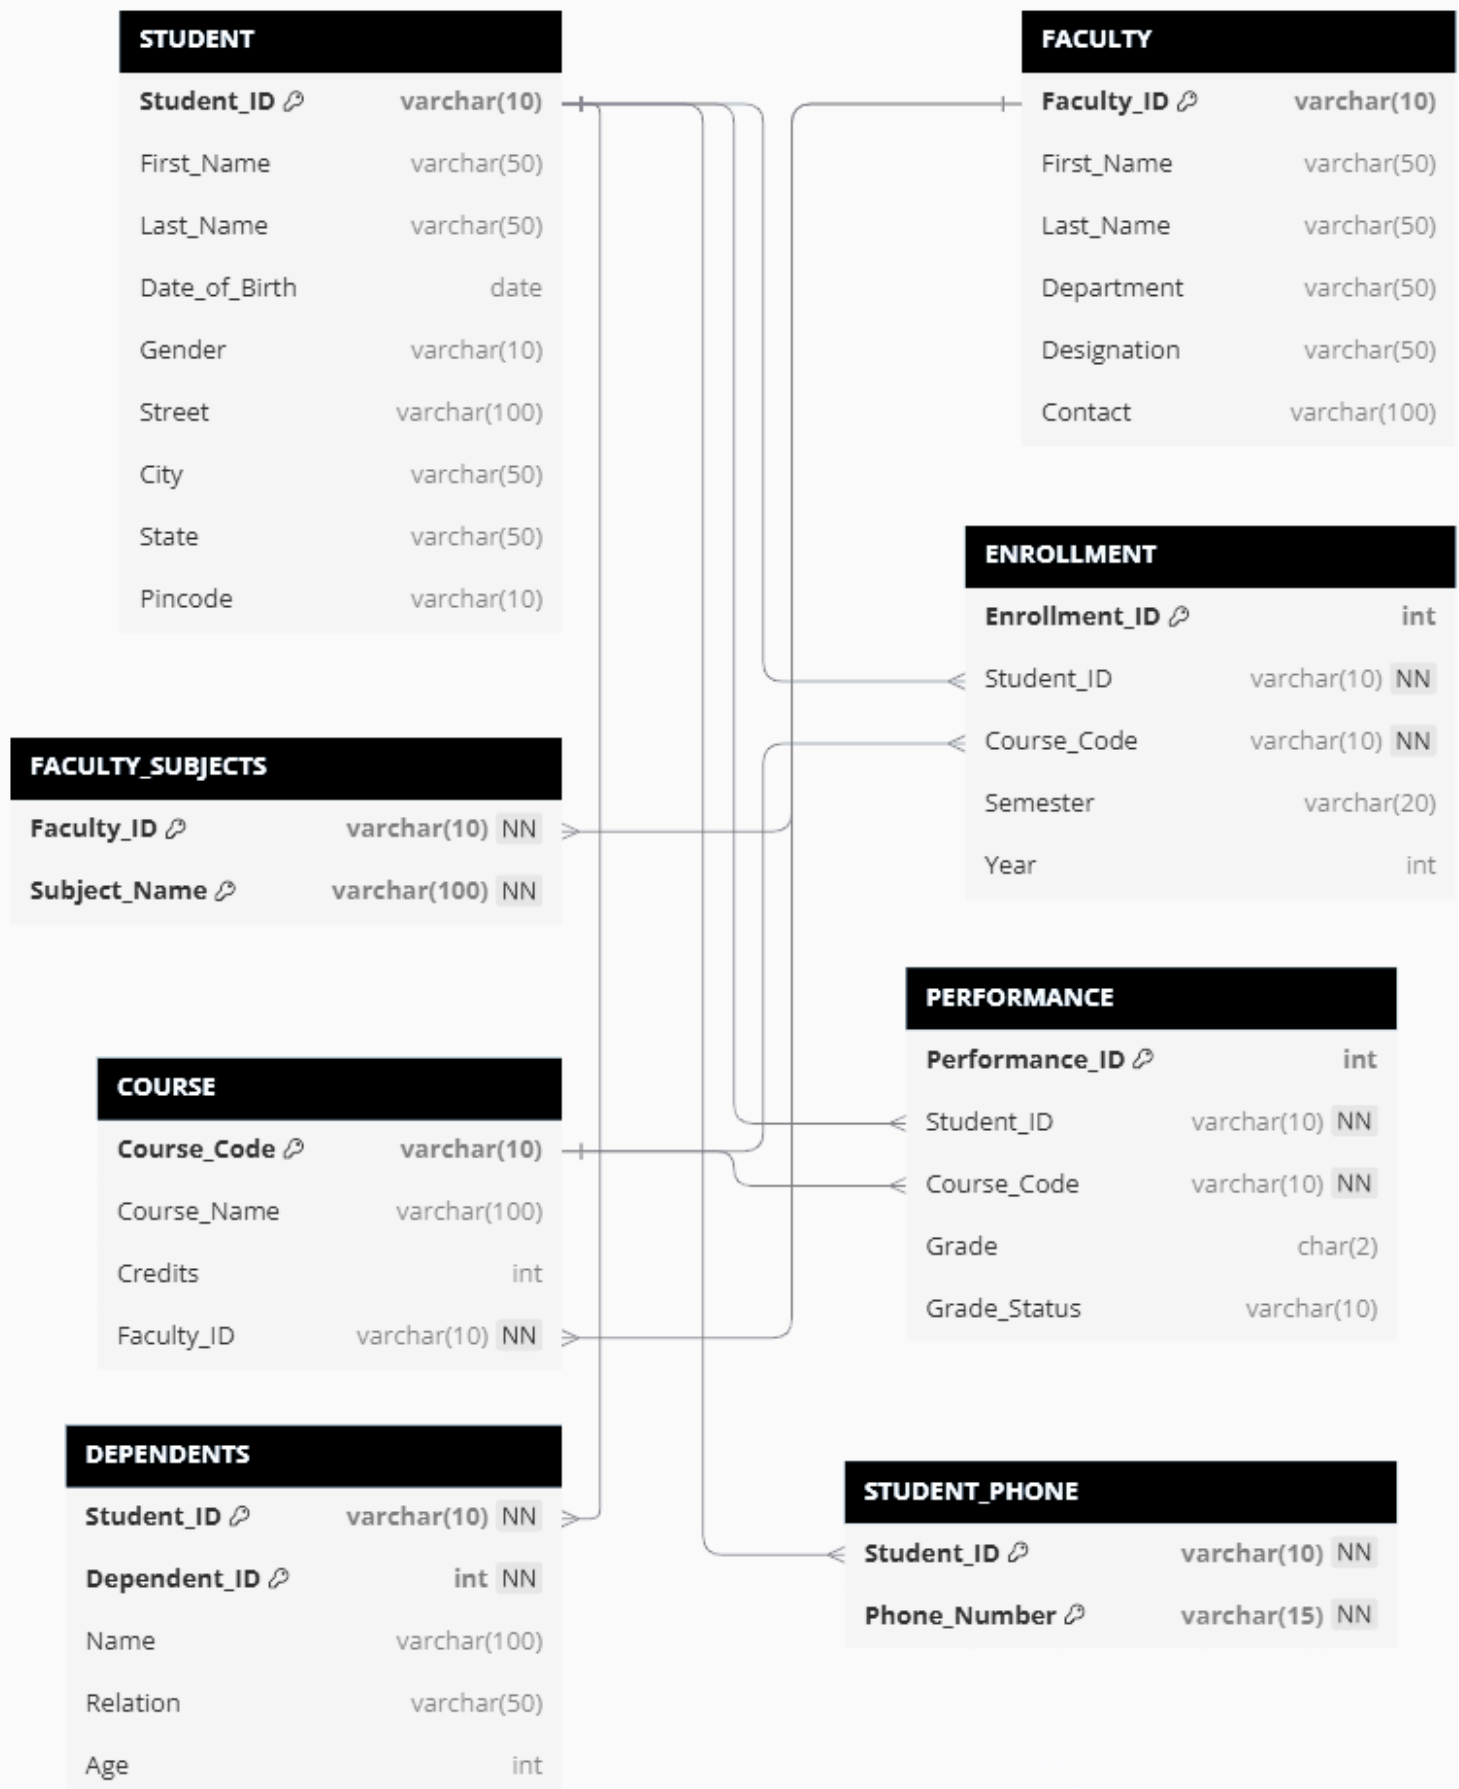 STUDENT
Student_ID varchar(10)
First_Name varchar(50)
Last_Name varchar(50)
Date_of_Birth date
Gender varchar(10)
Street varchar(100)
City varchar(50)
State varchar(50)
Pincode varchar(10)
FACULTY
Faculty_ID varchar(10)
First_Name varchar(50)
Last_Name varchar(50)
Department varchar(50)
Designation varchar(50)
Contact varchar(100)
ENROLLMENT
Enrollment_ID int
Student_ID varchar(10) NN
Course_Code varchar(10) NN
Semester varchar(20)
Year int
FACULTY_SUBJECTS
Faculty_ID varchar(10) NN
Subject_Name varchar(100) NN
PERFORMANCE
Performance_ID int
Student_ID varchar(10) NN
Course_Code varchar(10) NN
Grade char(2)
Grade_Status varchar(10)
COURSE
Course_Code varchar(10)
Course_Name varchar(100)
Credits int
Faculty_ID varchar(10) NN
DEPENDENTS
Student_ID varchar(10) NN
Dependent_ID int NN
Name varchar(100)
Relation varchar(50)
Age int
STUDENT_PHONE
Student_ID varchar(10) NN
Phone_Number varchar(15) NN